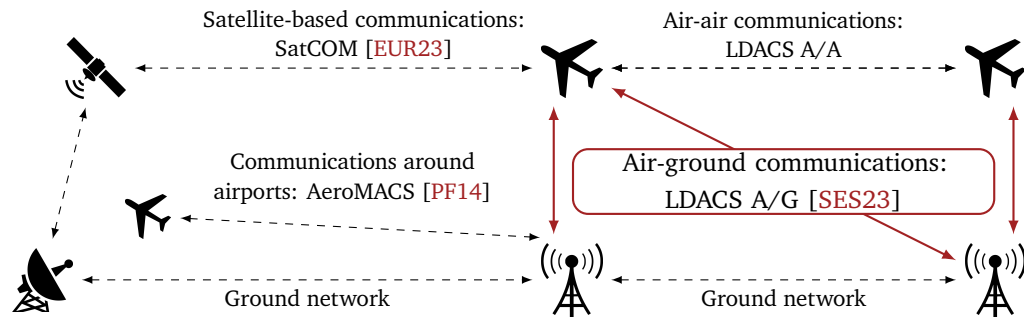 Satellite-based communications:
SatCOM [EUR23]
Air-air communications:
LDACS A/A
Communications around
airports: AeroMACS [PF14]
Air-ground communications:
LDACS A/G [SES23]
Ground network
Ground network